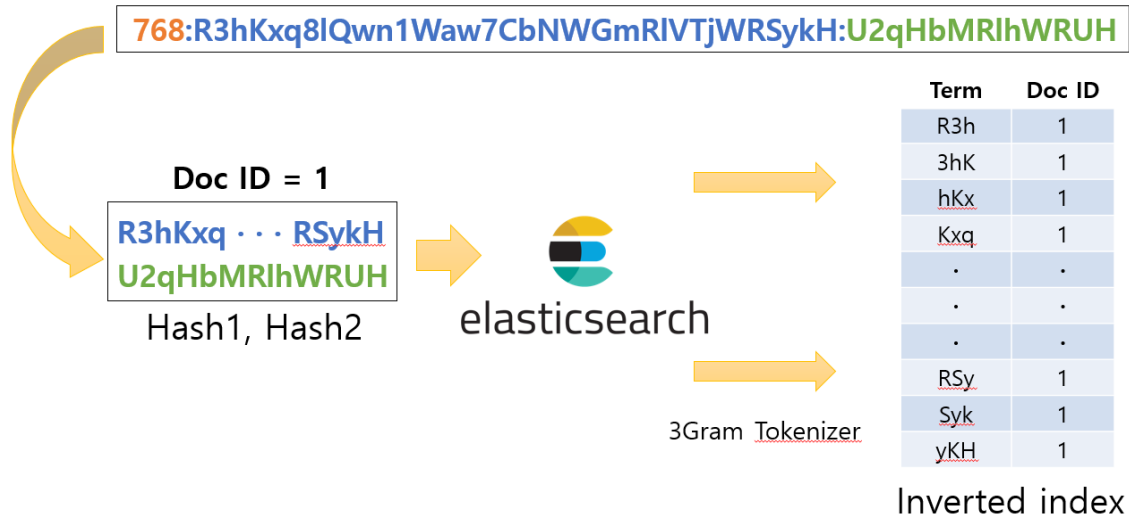 768:R3hKxq8lQwn1Waw7CbNWGmRlVTjWRSykH:U2qHbMRlhWRUH
Doc ID = 1
R3hKxq · · · RSykH
U2qHbMRlhWRUH
Hash1, Hash2
elasticsearch
3Gram Tokenizer
Term Doc ID
R3h 1
3hK 1
hKx 1
Kxq 1
. .
. .
. .
RSy 1
Syk 1
yKH 1
Inverted index